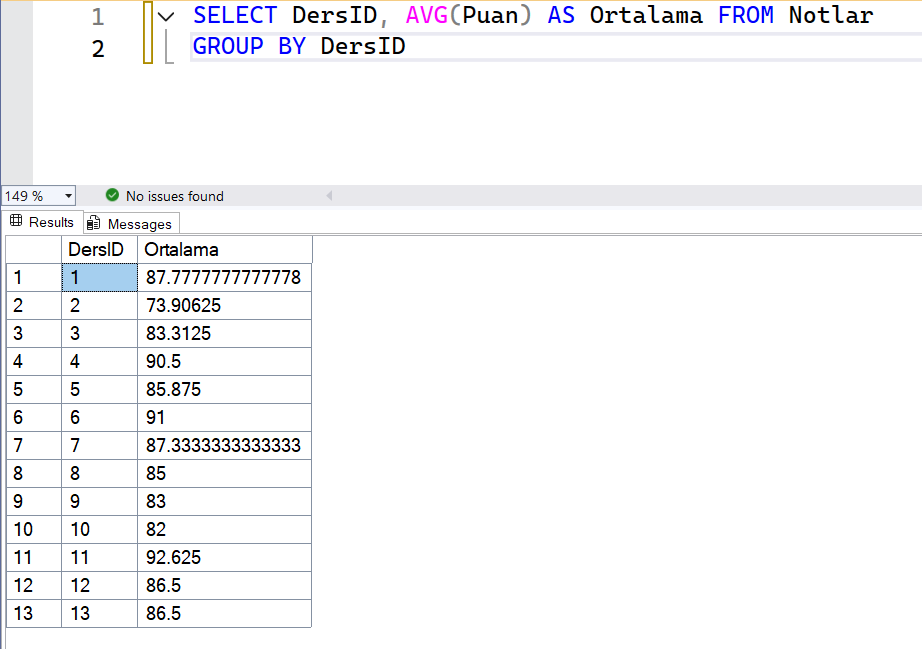 1 SELECT DersID, AVG(Puan) AS Ortalama FROM Notlar
2 GROUP BY DersID
149 % No issues found
Results Messages
DersID Ortalama
1 1 87.7777777777778
2 2 73.90625
3 3 83.3125
4 4 90.5
5 5 85.875
6 6 91
7 7 87.3333333333333
8 8 85
9 9 83
10 10 82
11 11 92.625
12 12 86.5
13 13 86.5